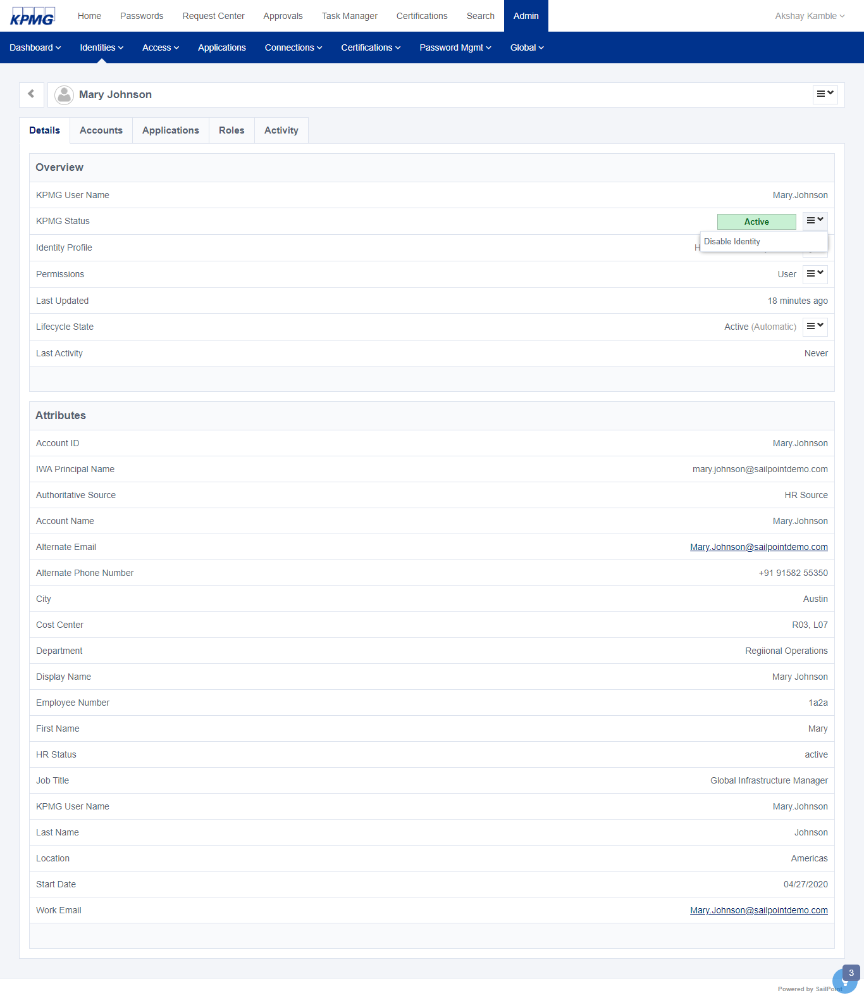 KPMG Home Passwords Request Center Approvals Task Manager Certifications Search Admin Akshay Kamble
Dashboard Identities Access Applications Connections Certifications Password Mgmt Global
Mary Johnson
Details Accounts Applications Roles Activity
Overview
KPMG User Name Mary.Johnson
KPMG Status Active
Disable Identity
Identity Profile H
Permissions User
Last Updated 18 minutes ago
Lifecycle State Active (Automatic)
Last Activity Never
Attributes
Account ID Mary.Johnson
IWA Principal Name mary.johnson@sailpointdemo.com
Authoritative Source HR Source
Account Name Mary.Johnson
Alternate Email Mary.Johnson@sailpointdemo.com
Alternate Phone Number +91 91582 55350
City Austin
Cost Center R03, L07
Department Regiional Operations
Display Name Mary Johnson
Employee Number 1a2a
First Name Mary
HR Status active
Job Title Global Infrastructure Manager
KPMG User Name Mary.Johnson
Last Name Johnson
Location Americas
Start Date 04/27/2020
Work Email Mary.Johnson@sailpointdemo.com
3
Powered by SailPoint